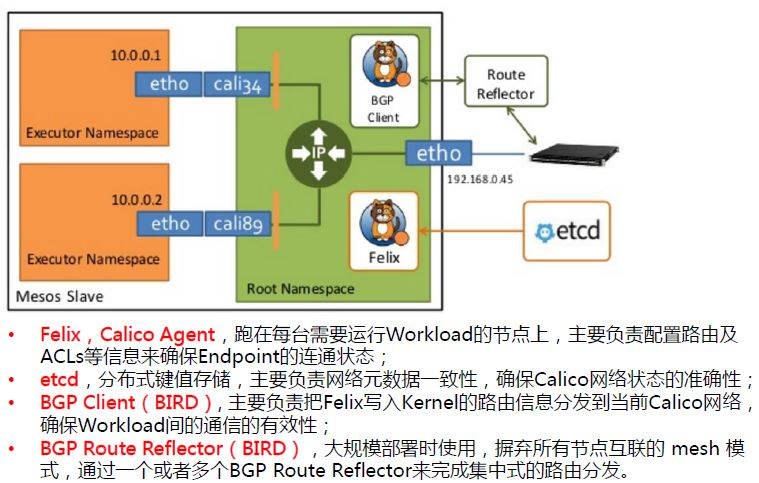 10.0.0.1
etho
cali34
Executor Namespace
10.0.0.2
etho
cali89
Executor Namespace
Mesos Slave
IP
BGP
Client
Felix
Root Namespace
etho
192.168.0.45
Route
Reflector
etcd
• Felix，Calico Agent，跑在每台需要运行Workload的节点上，主要负责配置路由及
ACLs等信息来确保Endpoint的连通状态；
• etcd，分布式键值存储，主要负责网络元数据一致性，确保Calico网络状态的准确性；
• BGP Client（BIRD）, 主要负责把Felix写入Kernel的路由信息分发到当前Calico网络，
确保Workload间的通信的有效性；
• BGP Route Reflector（BIRD），大规模部署时使用，摒弃所有节点互联的 mesh 模
式，通过一个或者多个BGP Route Reflector来完成集中式的路由分发。